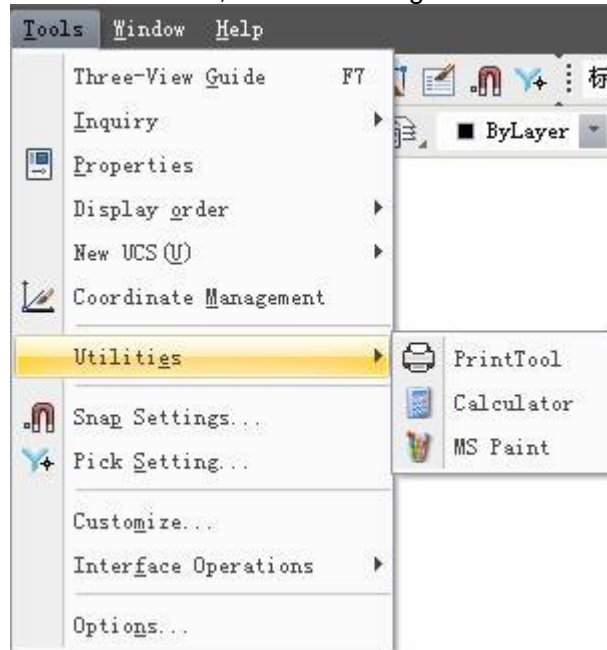 Tools Window Help
Three-View Guide F7
Inquiry
Properties
Display order
New UCS(U)
Coordinate Management
Utilities
Snap Settings...
Pick Setting...
Customize...
Interface Operations
Options...
标
ByLayer
PrintTool
Calculator
MS Paint